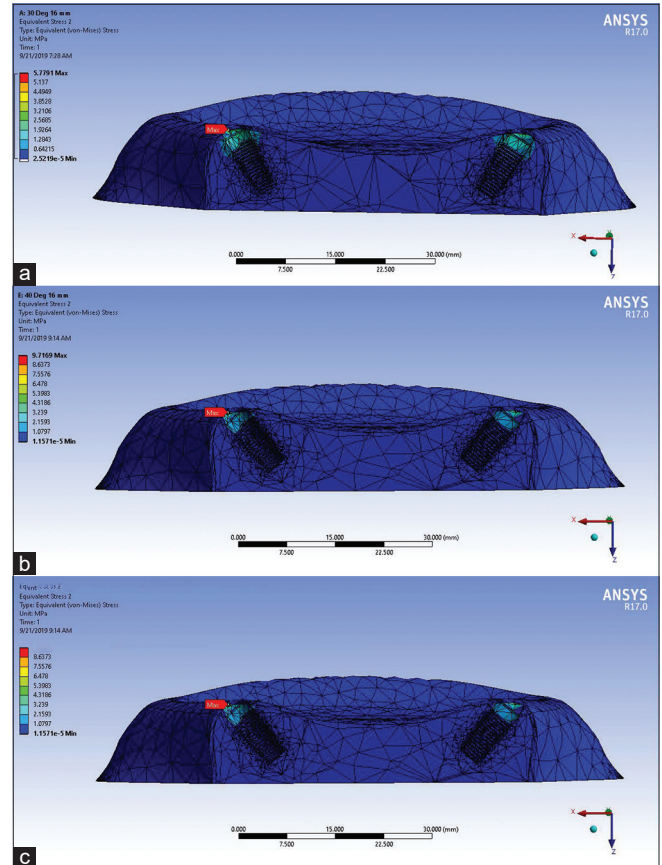 A: 30 Deg 16 mm
Equivalent Stress 2
Type: Equivalent (von-Mises) Stress
Unit: MPa
Time: 1
9/21/2019 7:28 AM
ANSYS
R17.0
5.7791 Max
5.137
4.4949
3.8528
3.2106
2.5685
1.9264
1.2843
0.64215
2.5219e-5 Min
Max
X
0.000 15.000 30.000 (mm)
7.500 22.500
a
E: 40 Deg 16 mm
Equivalent Stress 2
Type: Equivalent (von-Mises) Stress
Unit: MPa
Time: 1
9/21/2019 9:14 AM
ANSYS
R17.0
9.7169 Max
8.6373
7.5576
6.478
5.3983
4.3186
3.239
2.1593
1.0797
1.1571e-5 Min
Max
X
Z
0.000 15.000 30.000 (mm)
7.500 22.500
b
Type: Equivalent (von-Mises) Stress
Unit: MPa
Time: 1
9/21/2019 9:14 AM
ANSYS
R17.0
8.6373
7.5576
6.478
5.3983
4.3186
3.239
2.1593
1.0797
1.1571e-5 Min
Max
X
Z
0.000 15.000 30.000 (mm)
7.500 22.500
c